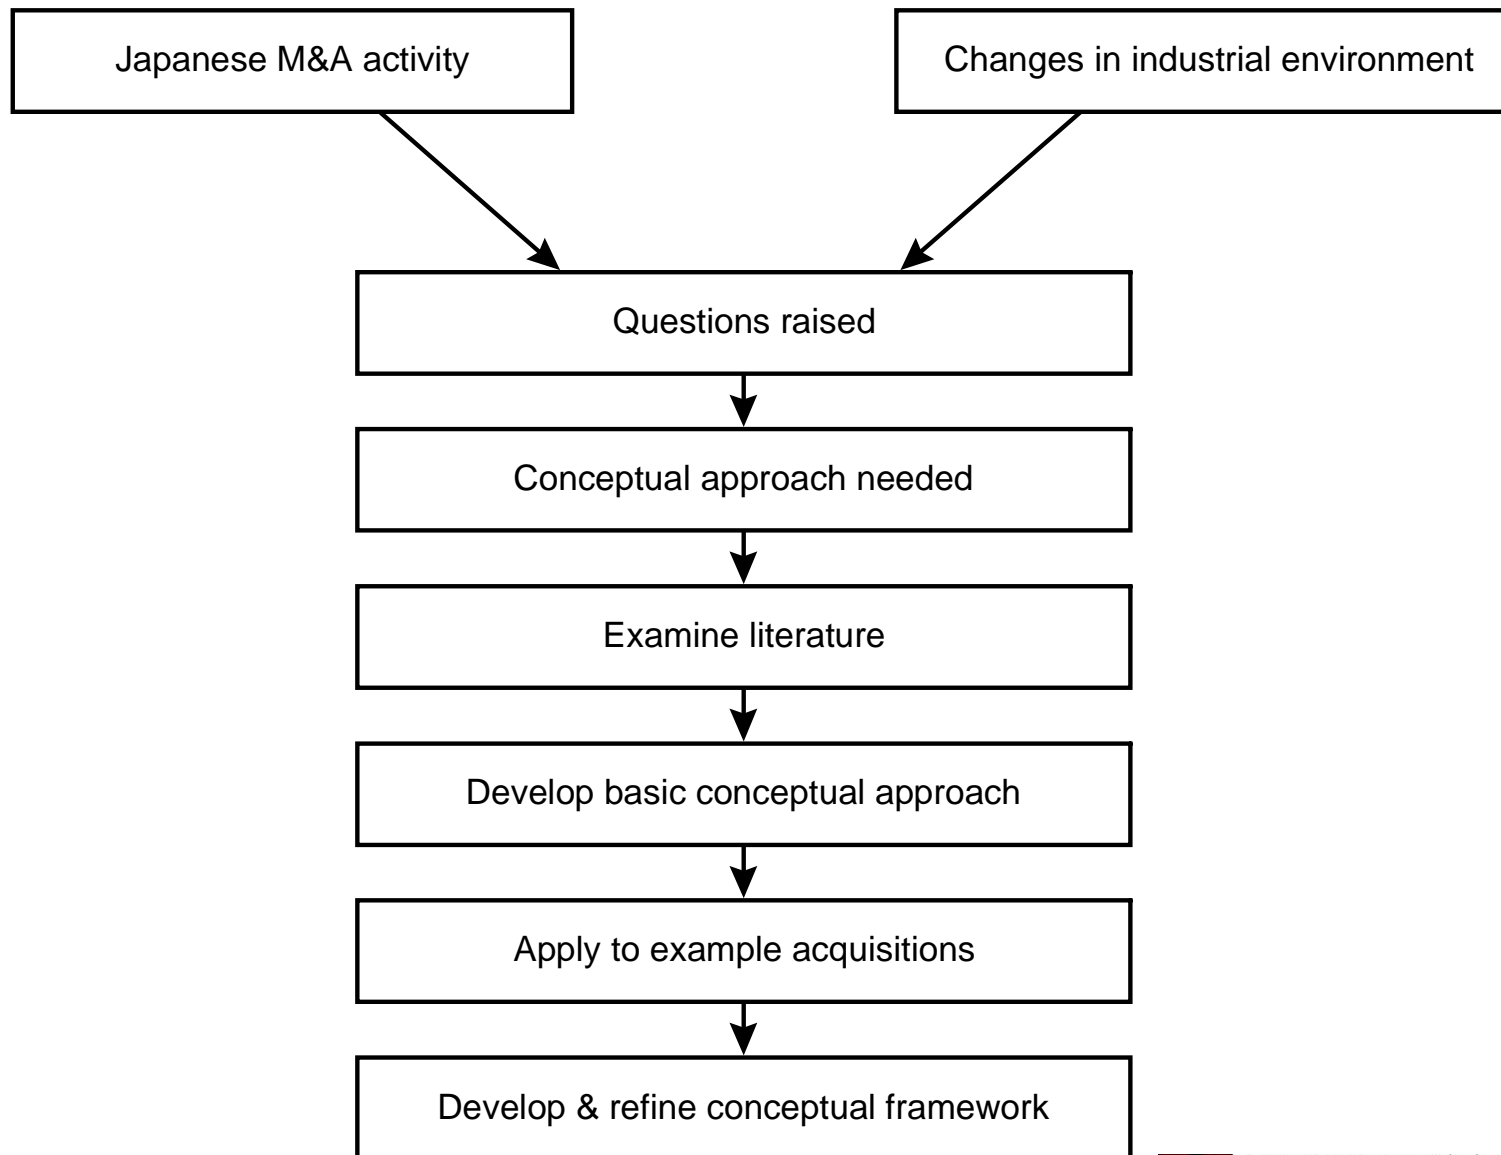 Japanese M&A activity
Changes in industrial environment
Questions raised
Conceptual approach needed
Examine literature
Develop basic conceptual approach
Apply to example acquisitions
Develop & refine conceptual framework